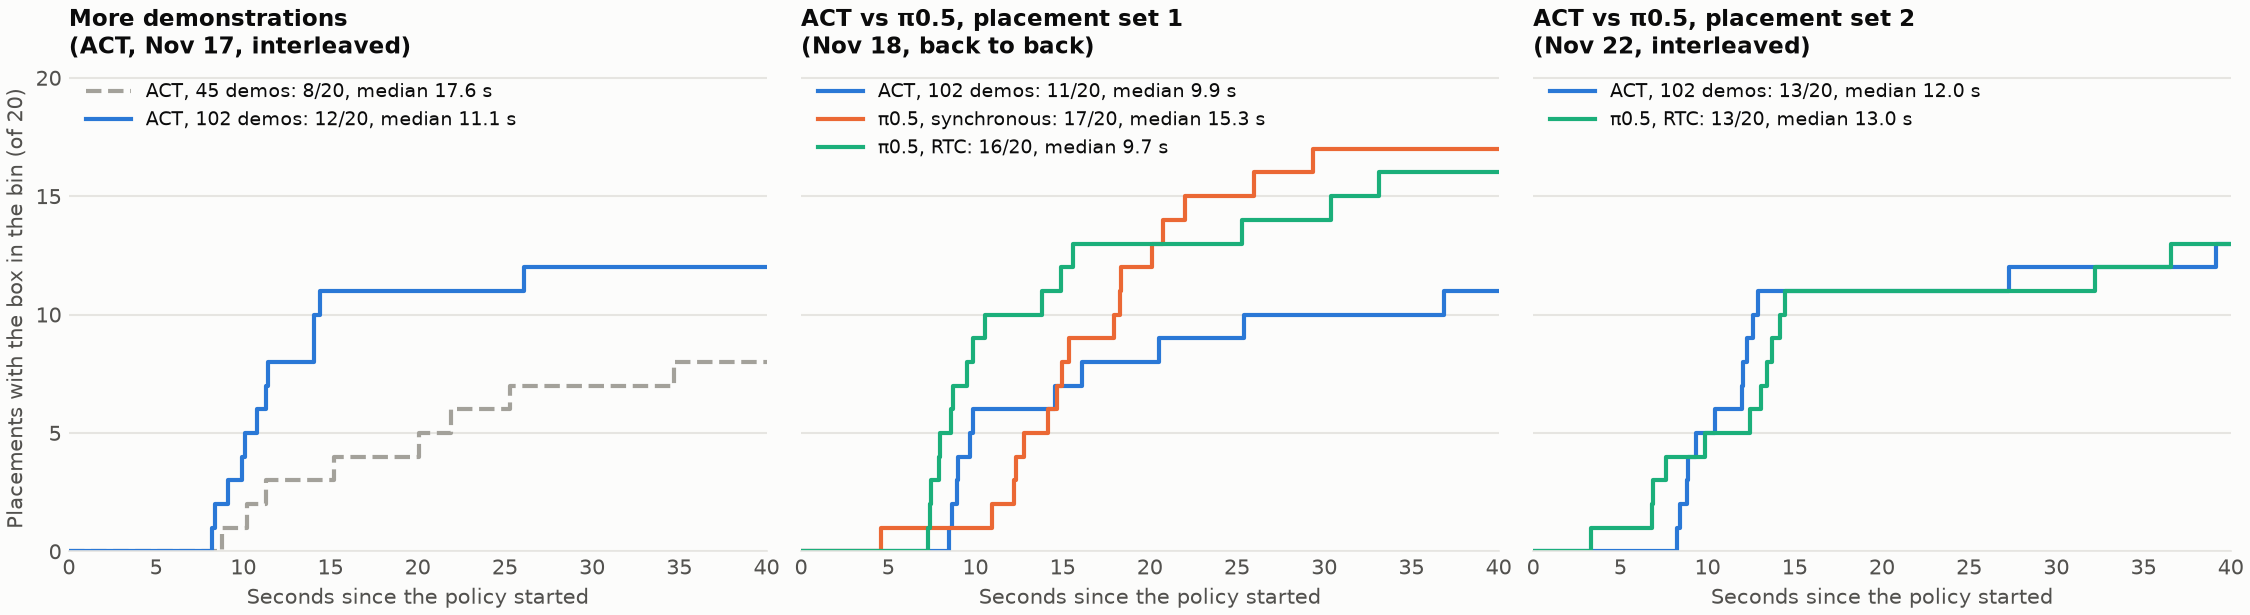 More demonstrations
(ACT, Nov 17, interleaved)
ACT, 45 demos: 8/20, median 17.6 s
ACT, 102 demos: 12/20, median 11.1 s
Placements with the box in the bin (of 20)
20
15
10
5
0
0 5 10 15 20 25 30 35 40
Seconds since the policy started
ACT vs π0.5, placement set 1
(Nov 18, back to back)
ACT, 102 demos: 11/20, median 9.9 s
π0.5, synchronous: 17/20, median 15.3 s
π0.5, RTC: 16/20, median 9.7 s
0 5 10 15 20 25 30 35 40
Seconds since the policy started
ACT vs π0.5, placement set 2
(Nov 22, interleaved)
ACT, 102 demos: 13/20, median 12.0 s
π0.5, RTC: 13/20, median 13.0 s
0 5 10 15 20 25 30 35 40
Seconds since the policy started